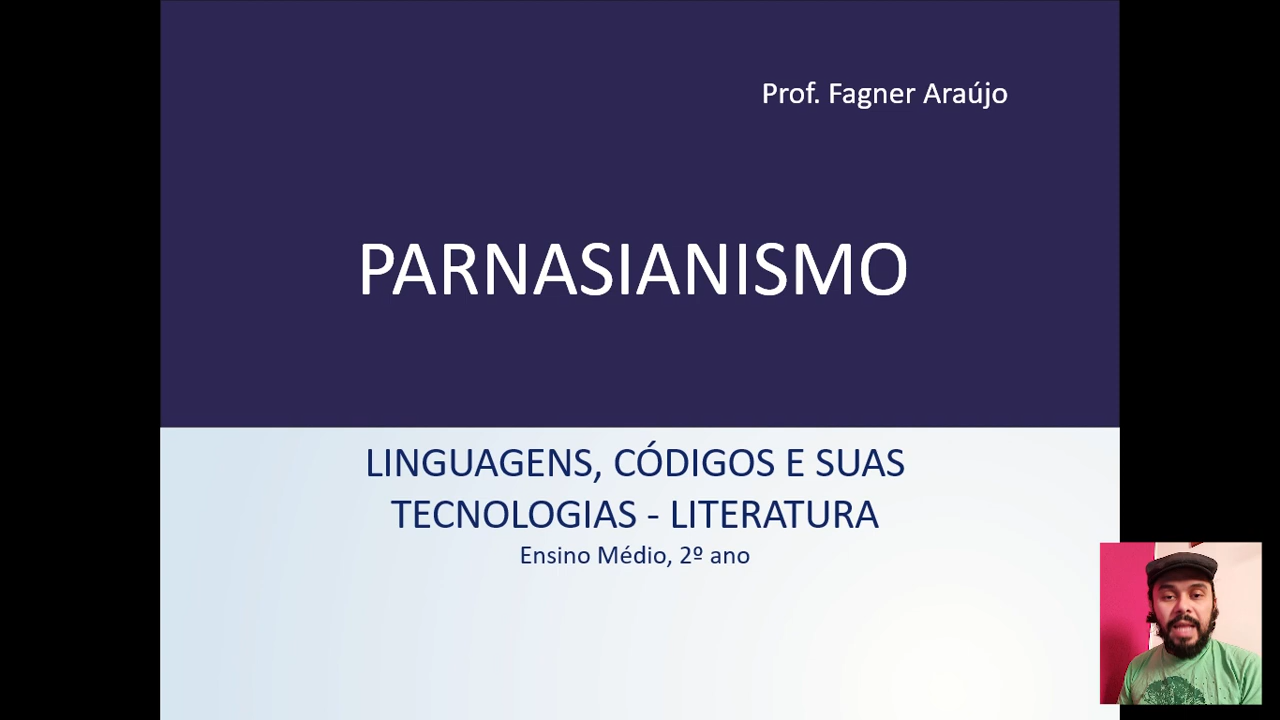 Prof. Fagner Araújo
PARNASIANISMO
LINGUAGENS, CÓDIGOS E SUAS
TECNOLOGIAS - LITERATURA
Ensino Médio, 2º ano